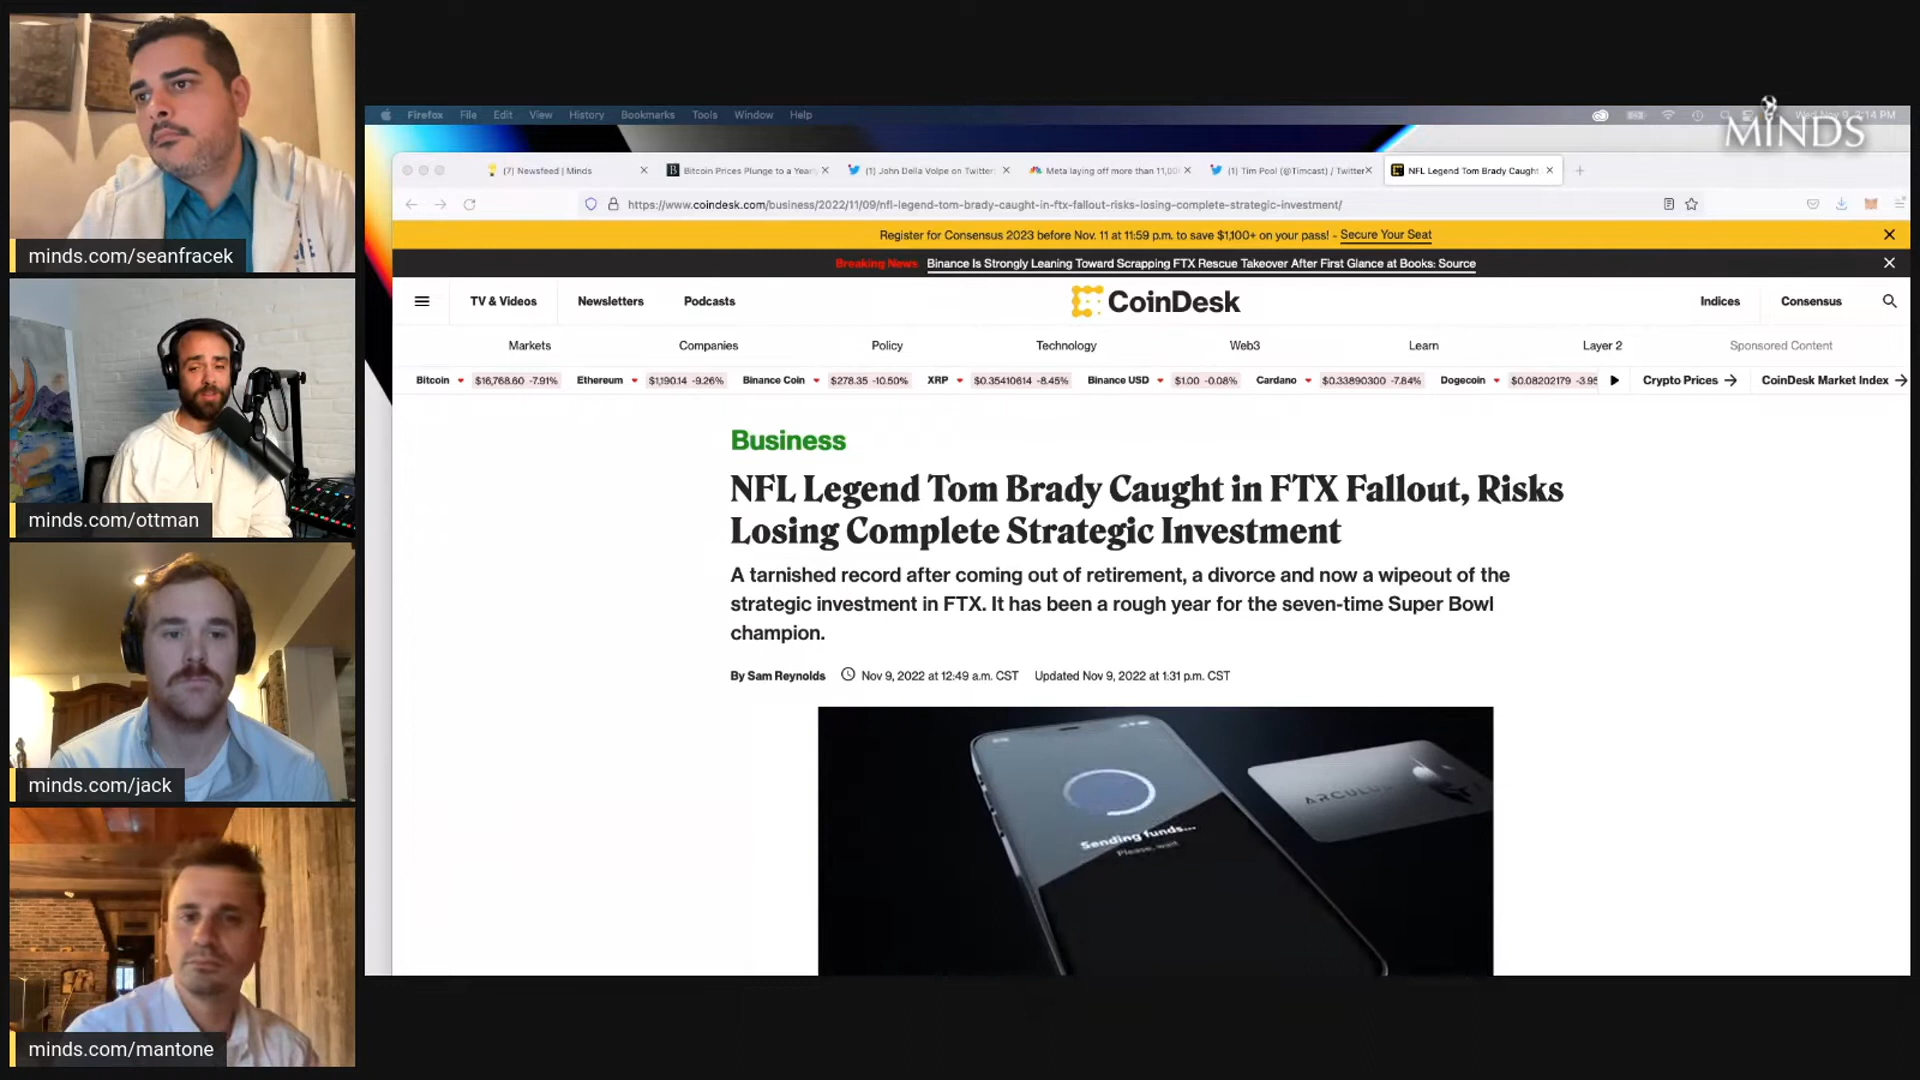 minds.com/seanfracek
minds.com/ottman
minds.com/jack
minds.com/mantone
MINDS
Firefox File Edit View History Bookmarks Tools Window Help
(7) Newsfeed | Minds
Bitcoin Prices Plunge to a Year
(1) John Della Volpe on Twitter
Meta laying off more than 11,00
(1) Tim Pool (@Timcast) / Twitter
NFL Legend Tom Brady Caught
https://www.coindesk.com/business/2022/11/09/nfl-legend-tom-brady-caught-in-ftx-fallout-risks-losing-complete-strategic-investment/
Register for Consensus 2023 before Nov. 11 at 11:59 p.m. to save $1,100+ on your pass! - Secure Your Seat
Breaking News Binance Is Strongly Leaning Toward Scrapping FTX Rescue Takeover After First Glance at Books: Source
TV & Videos Newsletters Podcasts CoinDesk Indices Consensus
Markets Companies Policy Technology Web3 Learn Layer 2 Sponsored Content
Bitcoin $16,768.60 -7.91% Ethereum $1,190.14 -9.26% Binance Coin $278.35 -10.50% XRP $0.35410614 -8.45% Binance USD $1.00 -0.08% Cardano $0.33890300 -7.84% Dogecoin $0.08202179 Crypto Prices CoinDesk Market Index
Business
NFL Legend Tom Brady Caught in FTX Fallout, Risks
Losing Complete Strategic Investment
A tarnished record after coming out of retirement, a divorce and now a wipeout of the
strategic investment in FTX. It has been a rough year for the seven-time Super Bowl
champion.
By Sam Reynolds Nov 9, 2022 at 12:49 a.m. CST Updated Nov 9, 2022 at 1:31 p.m. CST
Sending funds...
Please, wait
ARCULUS